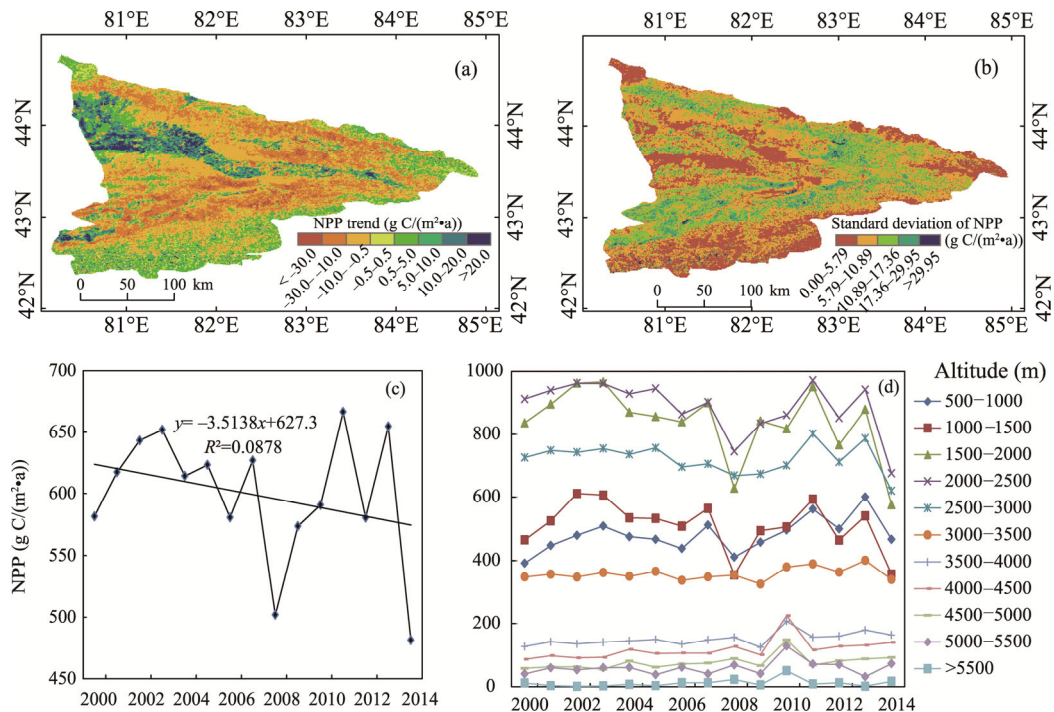 81°E 82°E 83°E 84°E 85°E
(a)
44°N
43°N
42°N
44°N
43°N
42°N
NPP trend (g C/(m²•a))
<−30.0
−30.0–−10.0
−10.0–−0.5
−0.5–0.5
0.5–5.0
5.0–10.0
10.0–20.0
>20.0
0 50 100 km
81°E 82°E 83°E 84°E 85°E
81°E 82°E 83°E 84°E 85°E
(b)
44°N
43°N
42°N
44°N
43°N
42°N
Standard deviation of NPP
(g C/(m²•a))
0.00–5.79
5.79–10.89
10.89–17.36
17.36–29.95
>29.95
0 50 100 km
81°E 82°E 83°E 84°E 85°E
NPP (g C/(m²•a))
700
650
600
550
500
450
(c)
y= −3.5138x+627.3
R²=0.0878
2000 2002 2004 2006 2008 2010 2012 2014
1000
800
600
400
200
0
(d)
2000 2002 2004 2006 2008 2010 2012 2014
Altitude (m)
500−1000
1000−1500
1500−2000
2000−2500
2500−3000
3000−3500
3500−4000
4000−4500
4500−5000
5000−5500
>5500